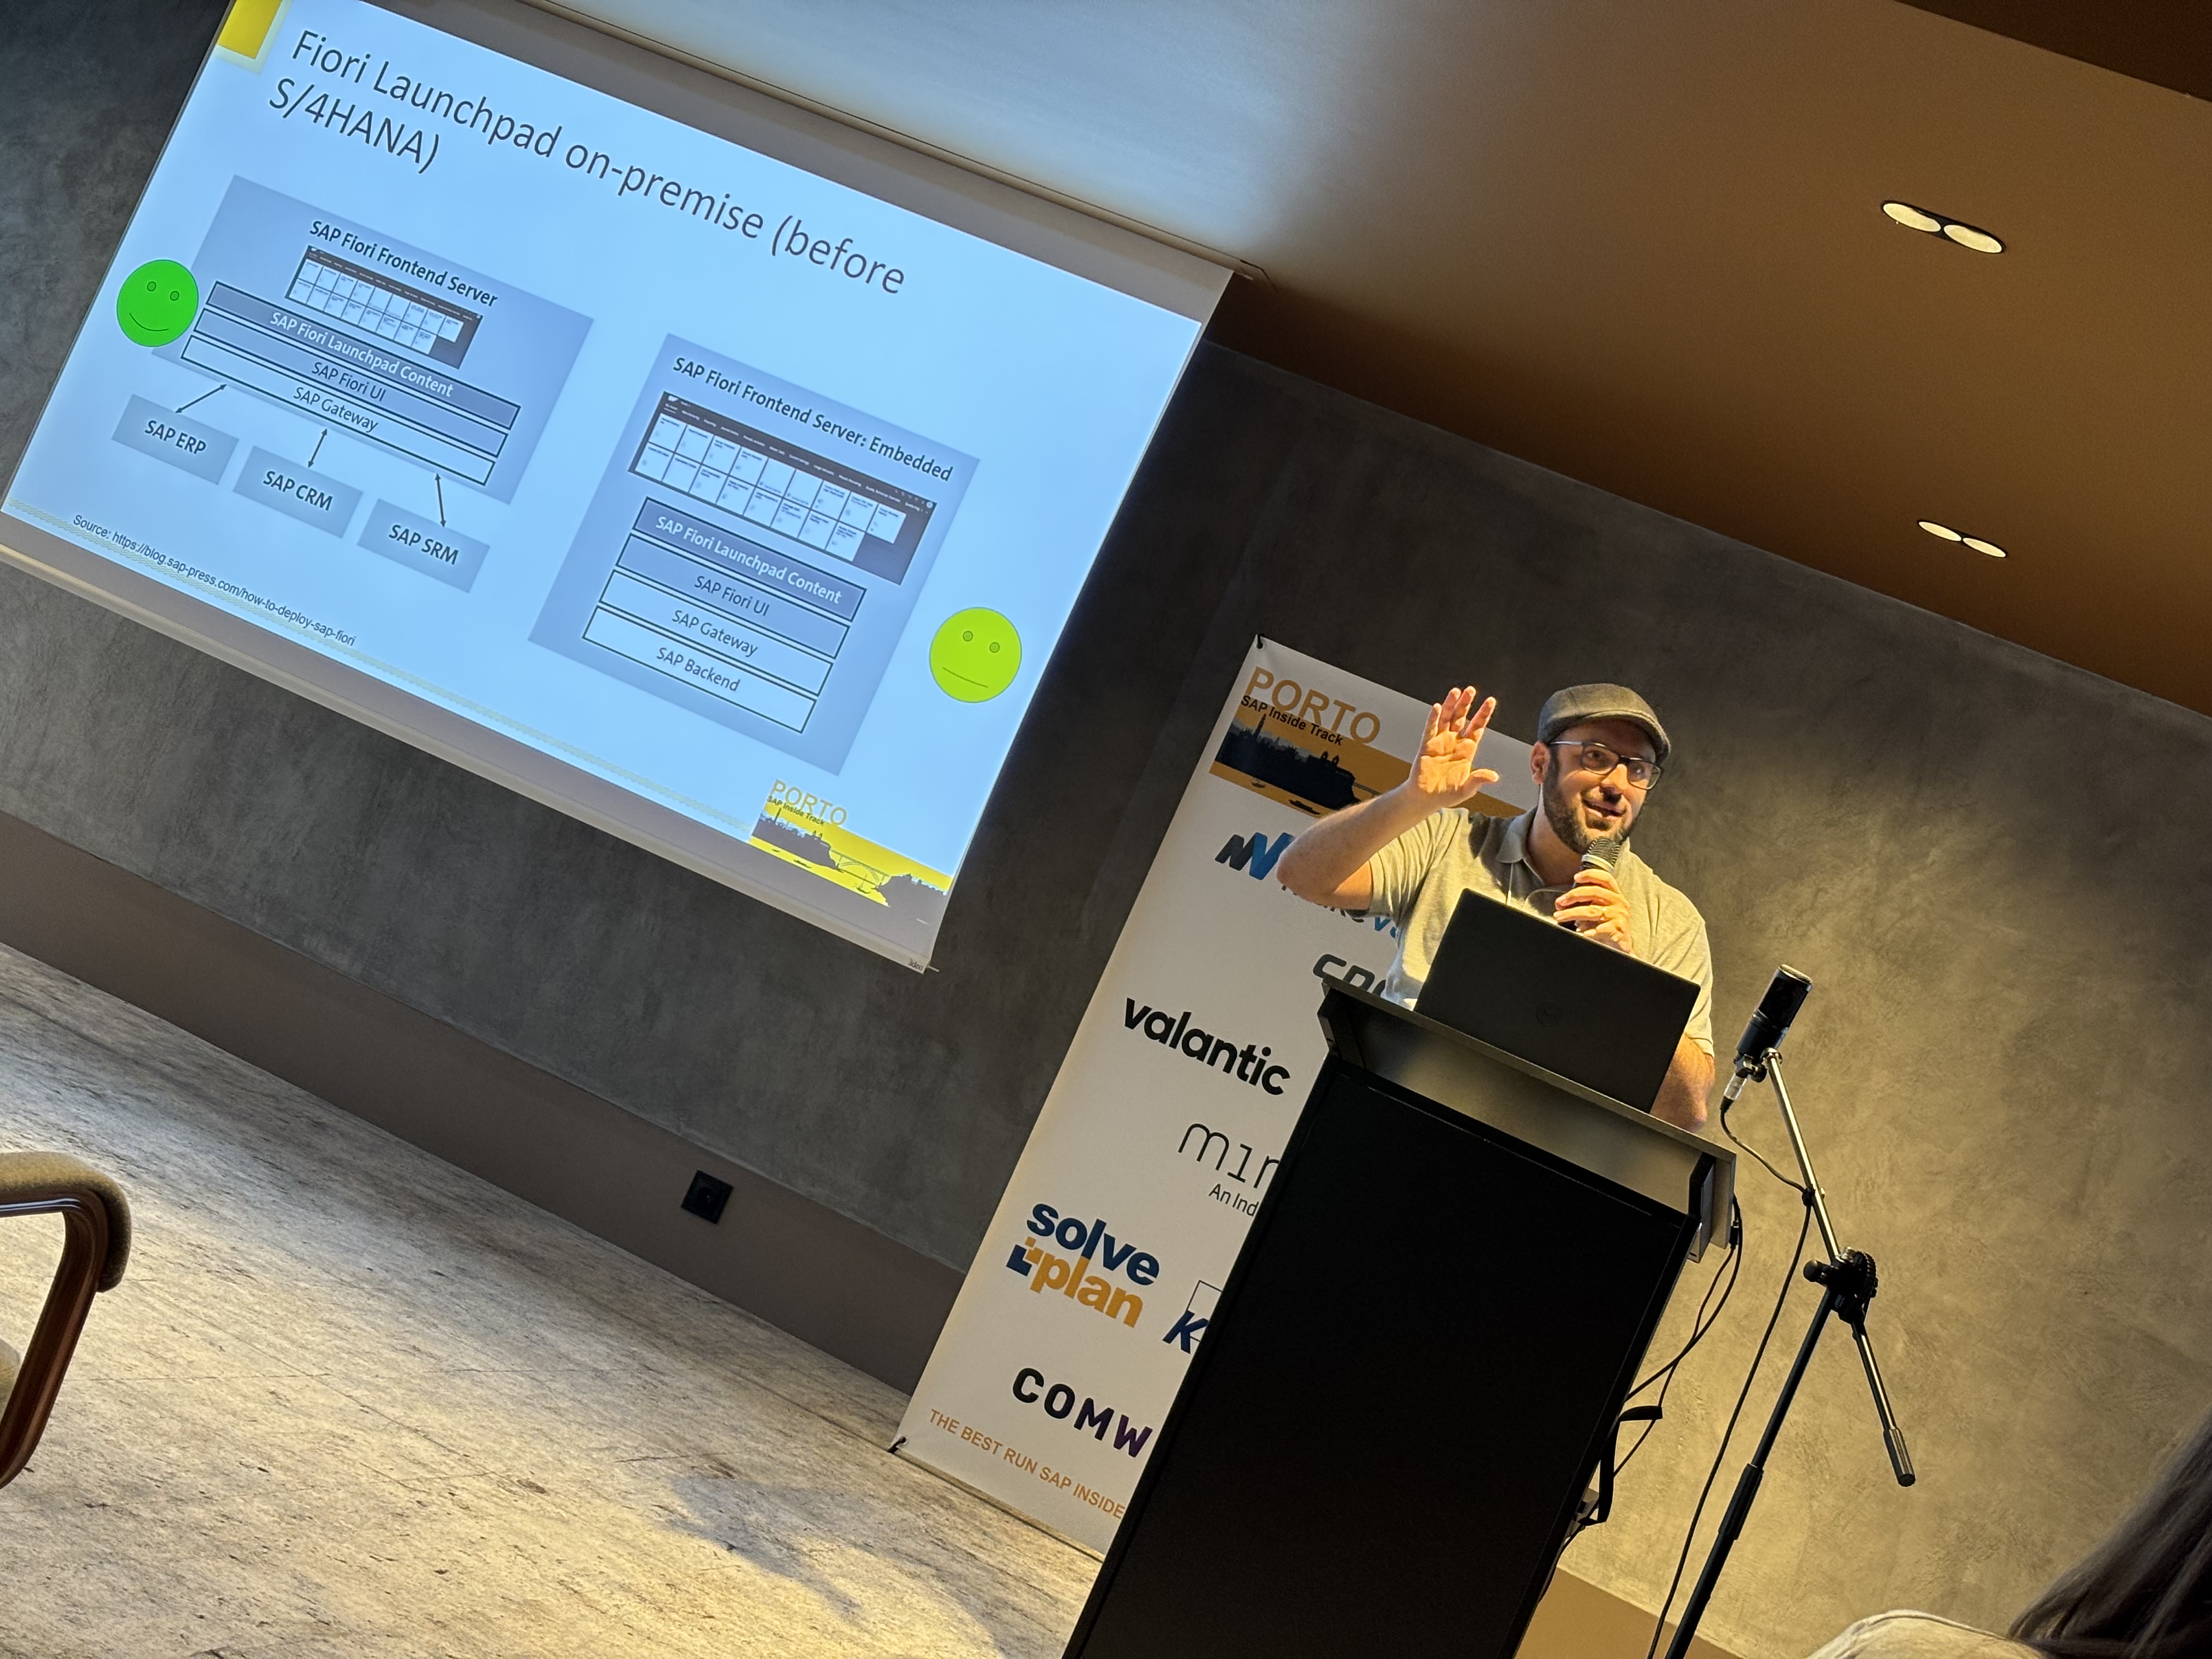 Fiori Launchpad on-premise (before
S/4HANA)
SAP Fiori Frontend Server
SAP Fiori Launchpad Content
SAP Fiori UI
SAP Gateway
SAP ERP
SAP CRM
SAP SRM
Source: https://blog.sap-press.com/how-to-deploy-sap-fiori
SAP Fiori Frontend Server: Embedded
SAP Fiori Launchpad Content
SAP Fiori UI
SAP Gateway
SAP Backend
PORTO
SAP Inside Track
PORTO
SAP Inside Track
valantic
An Ind
solve
plan
K
COMW
THE BEST RUN SAP INSIDE